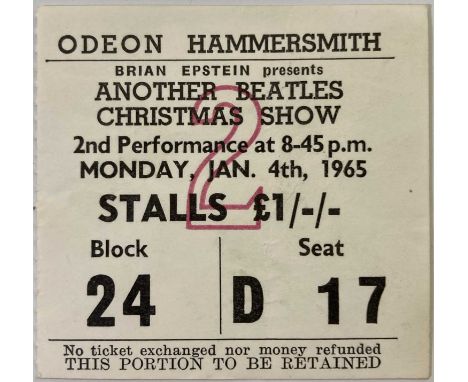 ODEON HAMMERSMITH
BRIAN EPSTEIN presents
ANOTHER BEATLES
CHRISTMAS SHOW
2
2nd Performance at 8-45 p.m.
MONDAY, JAN. 4th, 1965
STALLS £1/-/-
Block Seat
24 D 17
No ticket exchanged nor money refunded
THIS PORTION TO BE RETAINED